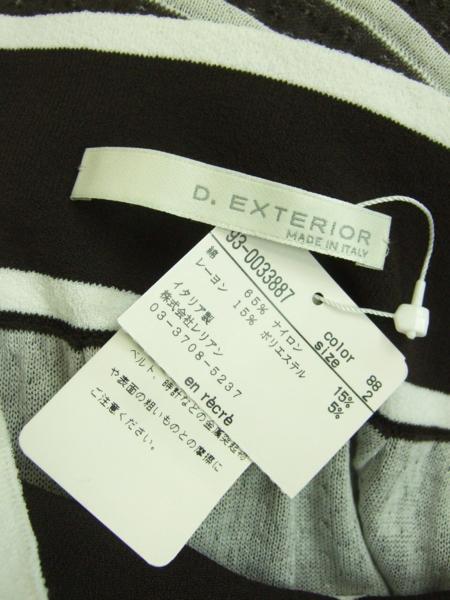 D. EXTERIOR
MADE IN ITALY
93-0033887
color 88
size 2
綿 65% ナイロン 15%
レーヨン 15% ポリエステル 5%
イタリア製
株式会社レリアン
03-3708-5237
en récré
ベルト、時計などの金属突起物
や表面の粗いものとの摩擦に
ご注意ください。